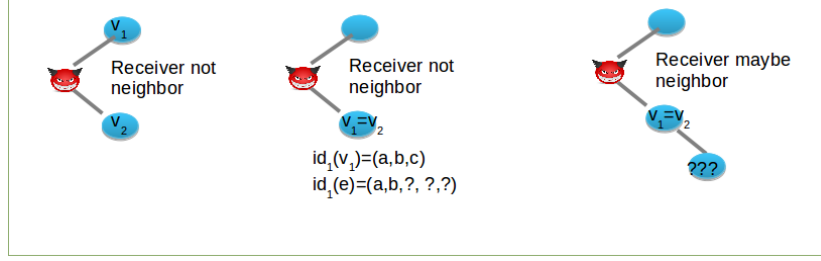 v1
Receiver not
neighbor
v2
Receiver not
neighbor
v1=v2
id1(v1)=(a,b,c)
id1(e)=(a,b,?, ?,?)
Receiver maybe
neighbor
v1=v2
???